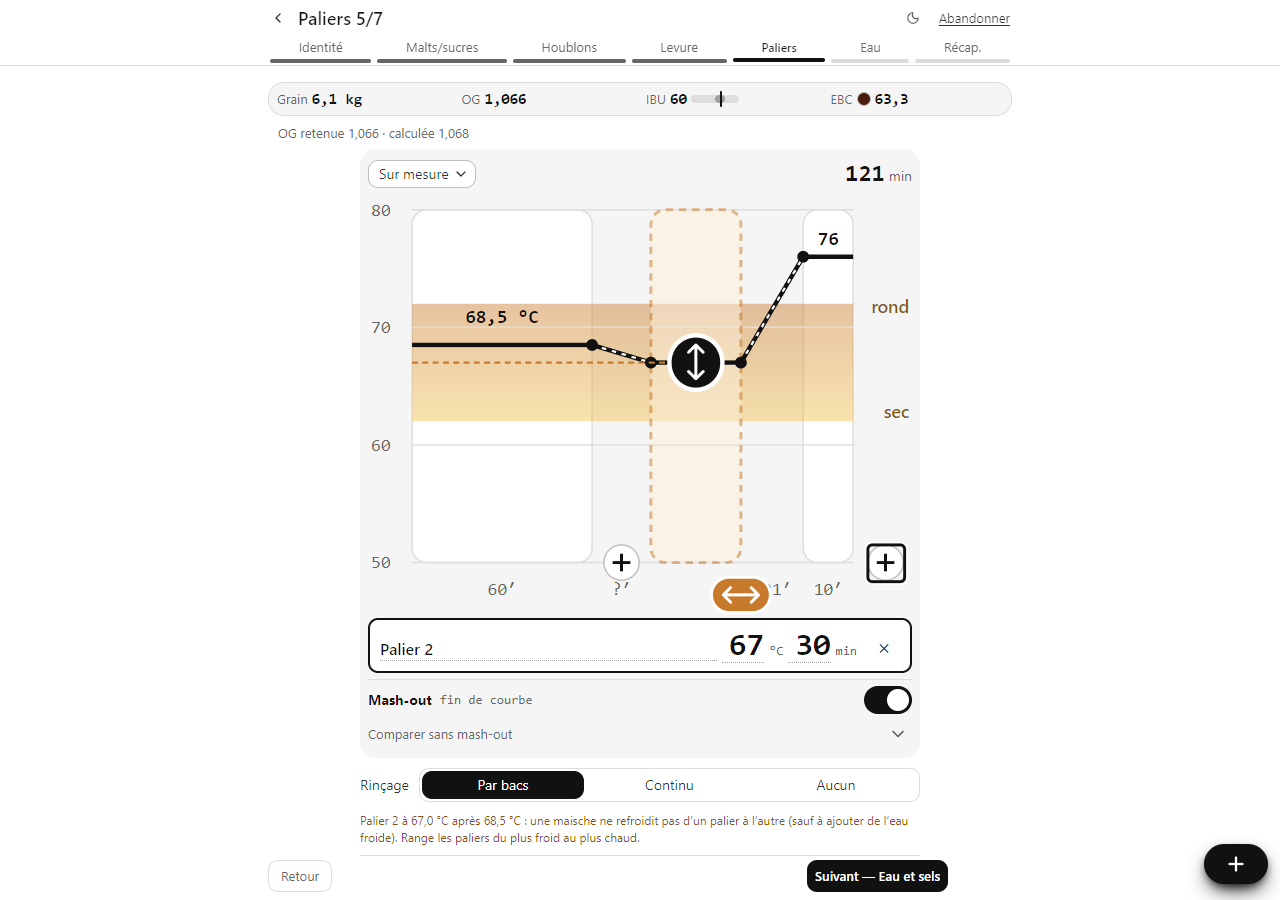 Paliers 5/7
Abandonner
Identité Malts/sucres Houblons Levure Paliers Eau Récap.
Grain 6,1 kg OG 1,066 IBU 60 EBC 63,3
OG retenue 1,066 · calculée 1,068
Sur mesure 121 min
80
76
rond
68,5 °C
70
sec
60
50
60’ ?’ 1’ 10’
Palier 2 67 °C 30 min ×
Mash-out fin de courbe
Comparer sans mash-out
Rinçage Par bacs Continu Aucun
Palier 2 à 67,0 °C après 68,5 °C : une maische ne refroidit pas d’un palier à l’autre (sauf à ajouter de l’eau
froide). Range les paliers du plus froid au plus chaud.
Retour Suivant — Eau et sels